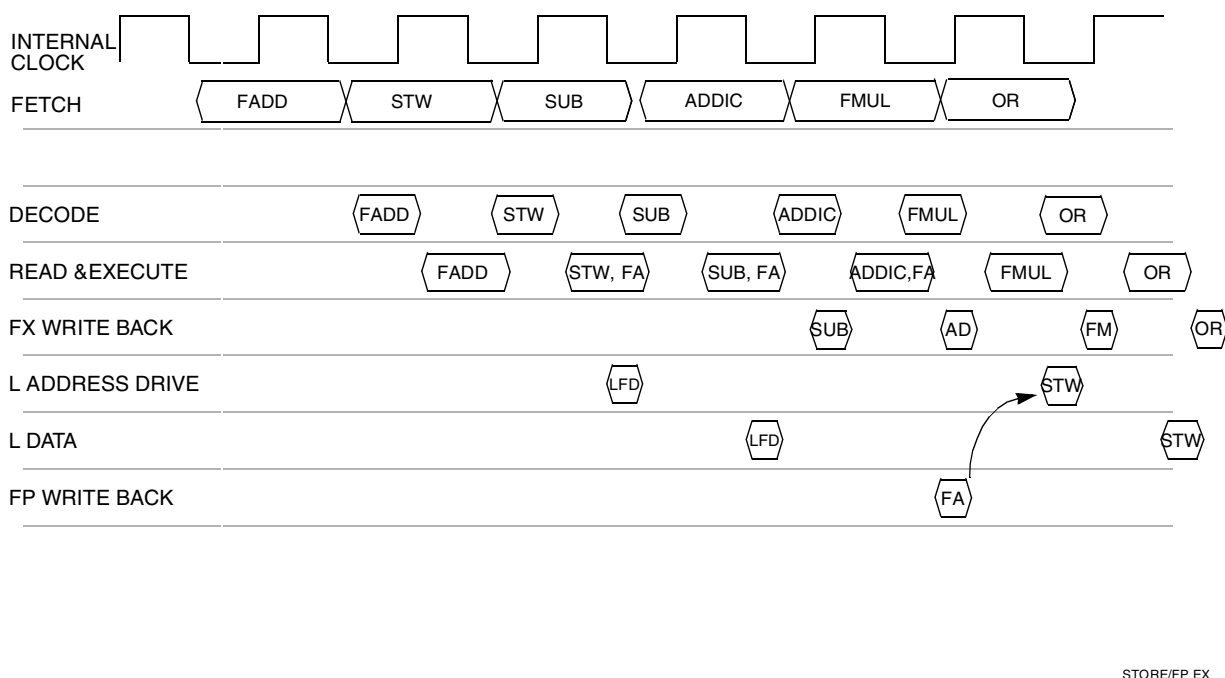 INTERNAL
CLOCK
FETCH FADD STW SUB ADDIC FMUL OR
DECODE FADD STW SUB ADDIC FMUL OR
READ &EXECUTE FADD STW, FA SUB, FA ADDIC,FA FMUL OR
FX WRITE BACK SUB AD FM OR
L ADDRESS DRIVE LFD STW
L DATA LFD STW
FP WRITE BACK FA
STORE/FP EX